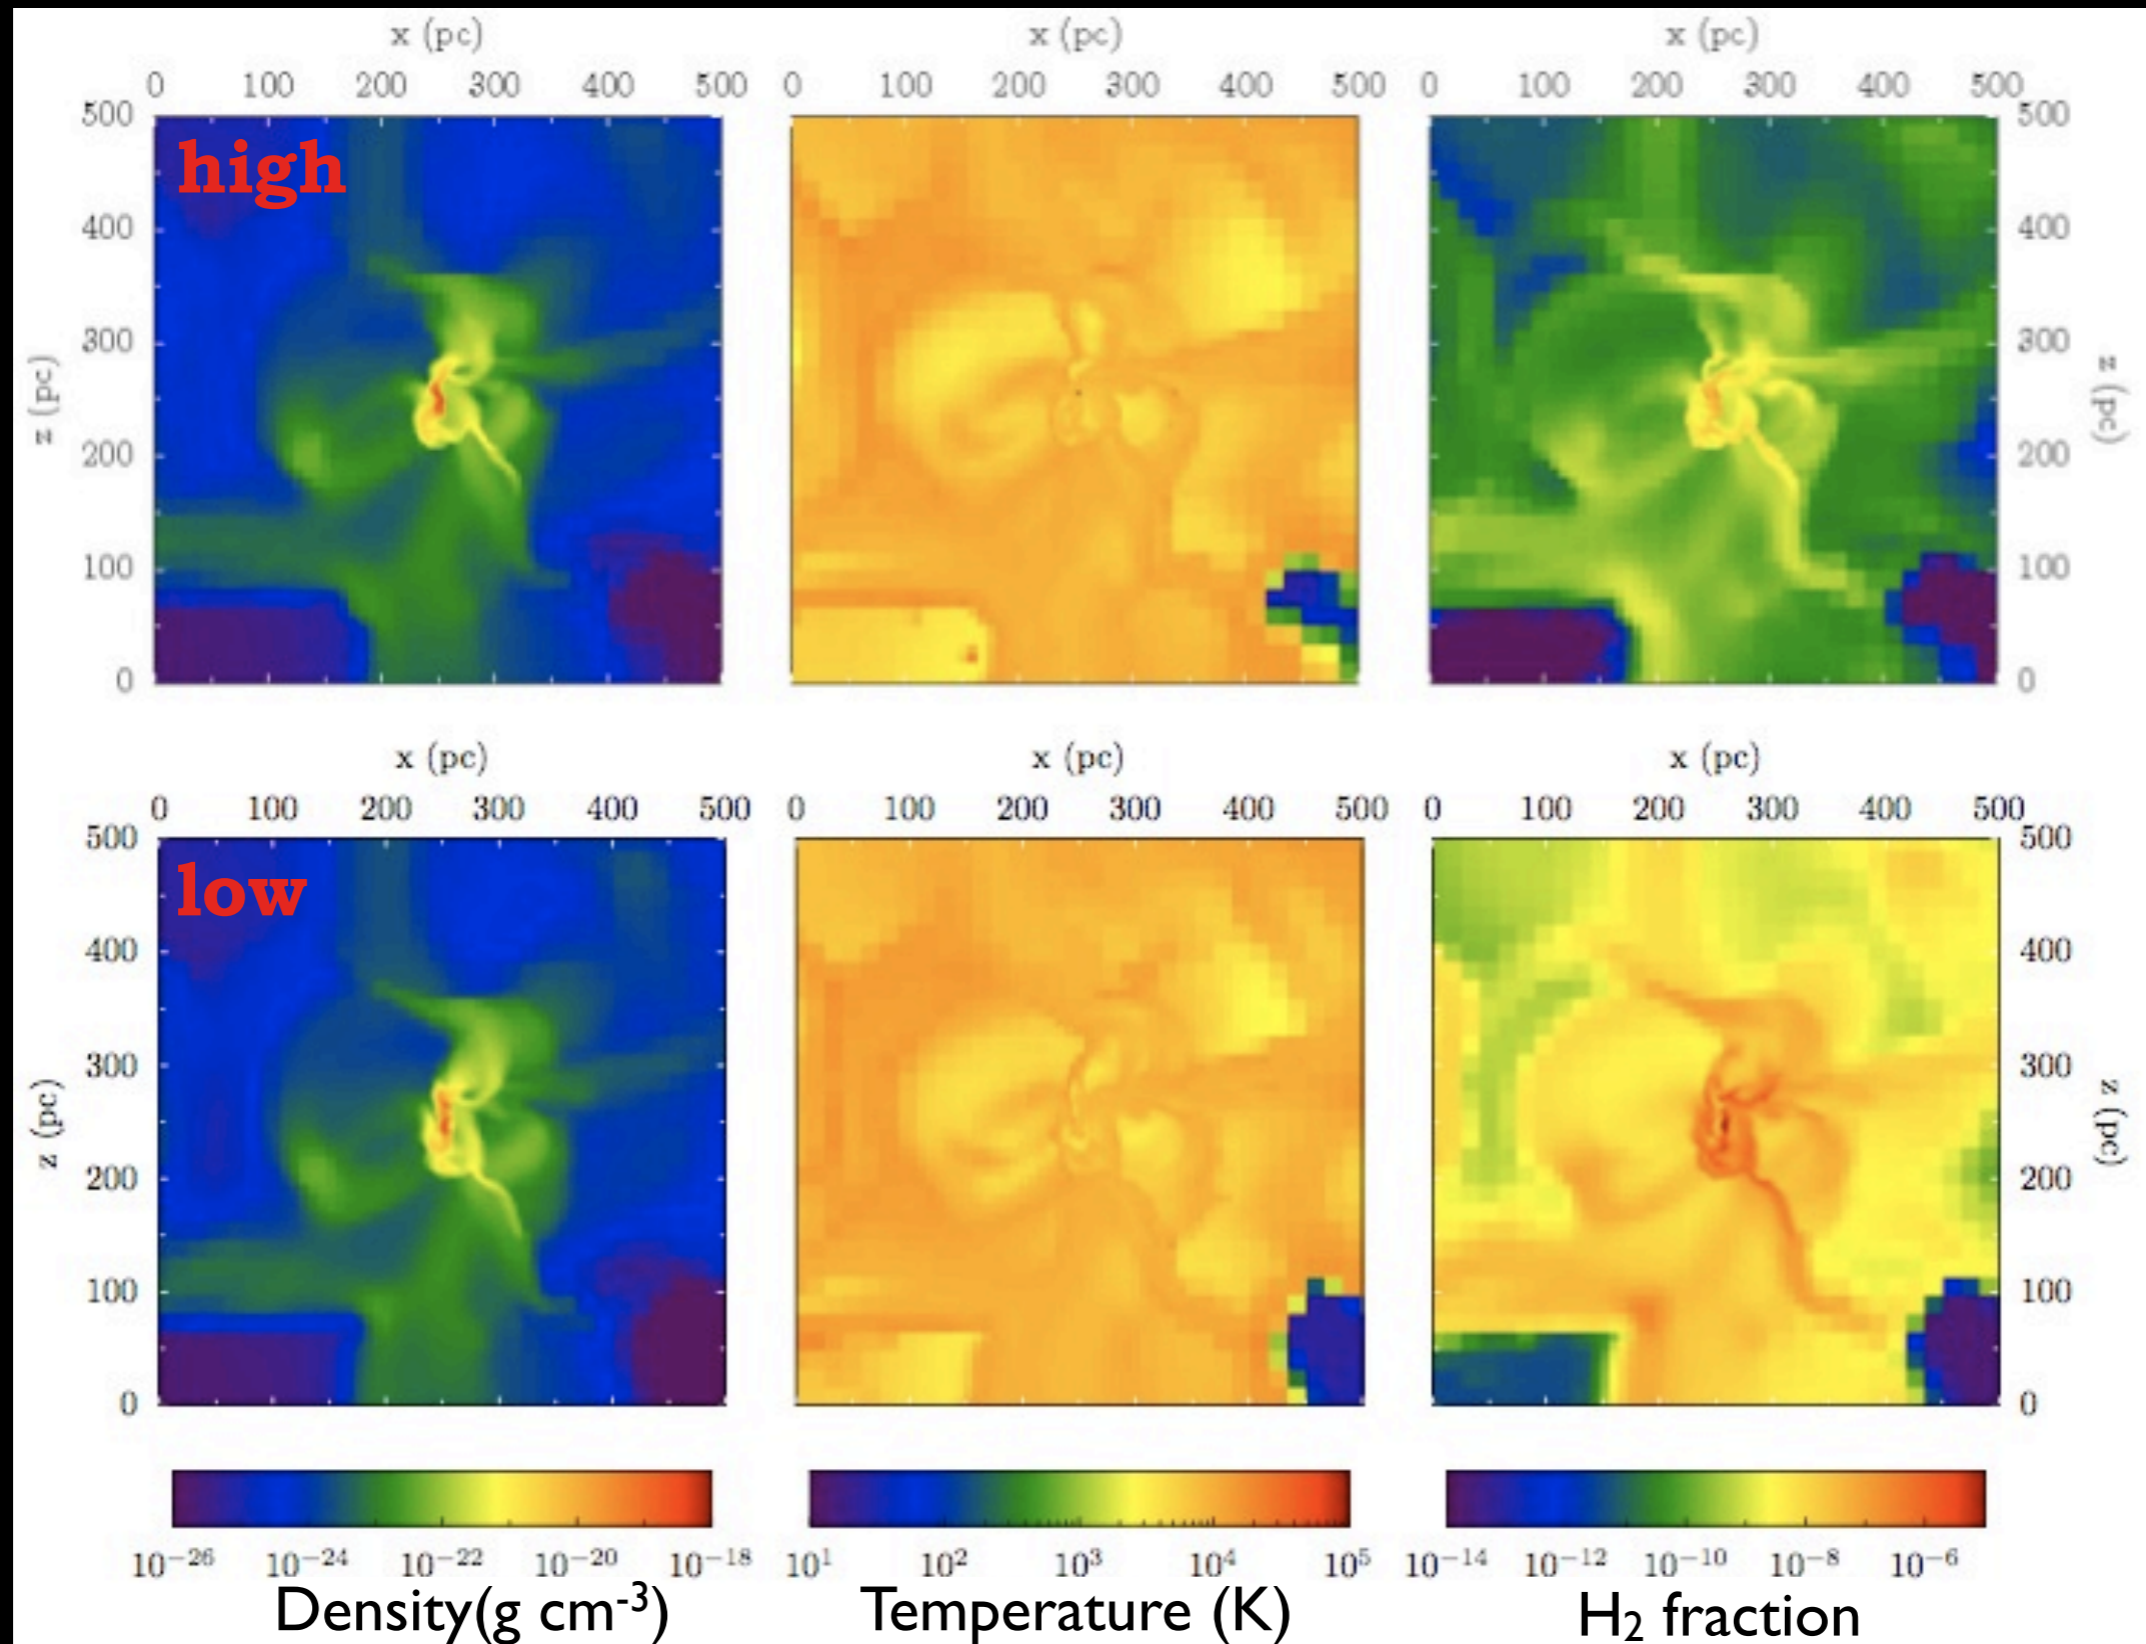 x (pc) x (pc) x (pc)
0 100 200 300 400 500 0 100 200 300 400 500 0 100 200 300 400 500
500 500
high
400 400
300 300
z (pc) z (pc)
200 200
100 100
0 0
x (pc) x (pc) x (pc)
0 100 200 300 400 500 0 100 200 300 400 500 0 100 200 300 400 500
500 500
low
400 400
300 300
z (pc) z (pc)
200 200
100 100
0 0
10⁻²⁶ 10⁻²⁴ 10⁻²² 10⁻²⁰ 10⁻¹⁸ 10¹ 10² 10³ 10⁴ 10⁵ 10⁻¹⁴ 10⁻¹² 10⁻¹⁰ 10⁻⁸ 10⁻⁶
Density(g cm⁻³) Temperature (K) H₂ fraction